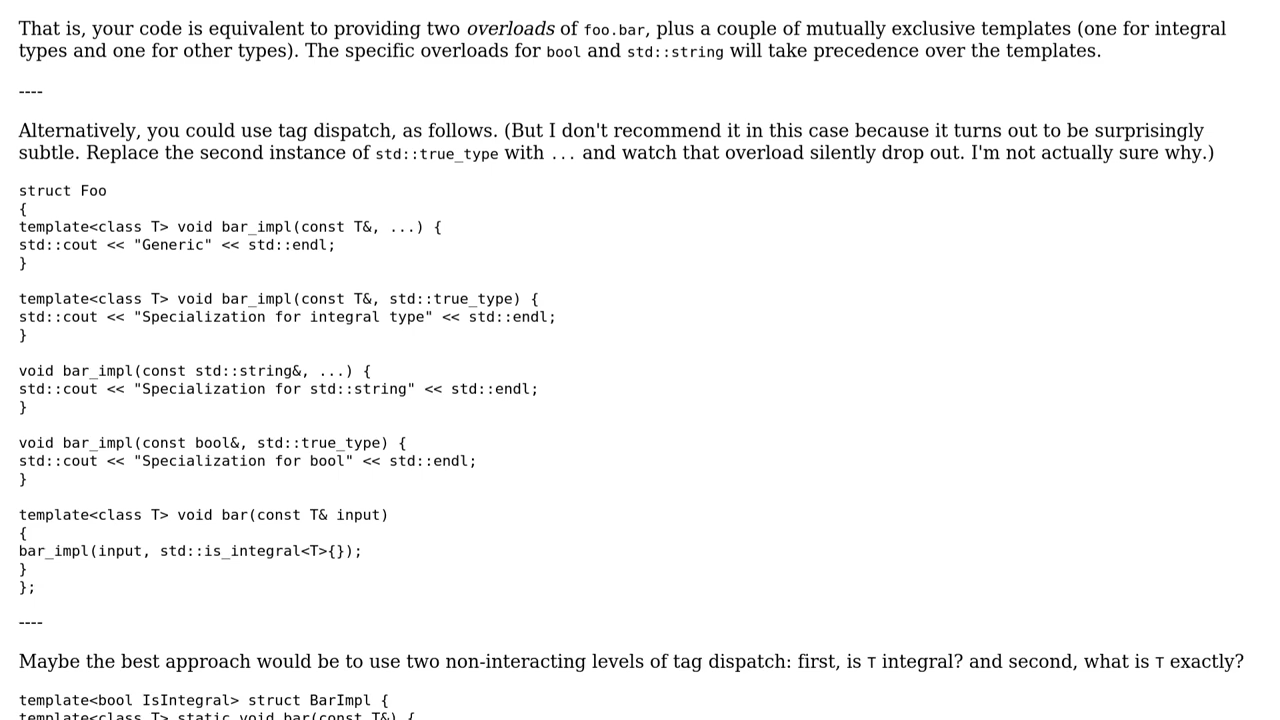 That is, your code is equivalent to providing two overloads of foo.bar, plus a couple of mutually exclusive templates (one for integral
types and one for other types). The specific overloads for bool and std::string will take precedence over the templates.
----
Alternatively, you could use tag dispatch, as follows. (But I don't recommend it in this case because it turns out to be surprisingly
subtle. Replace the second instance of std::true_type with ... and watch that overload silently drop out. I'm not actually sure why.)
struct Foo
{
template<class T> void bar_impl(const T&, ...) {
std::cout << "Generic" << std::endl;
}
template<class T> void bar_impl(const T&, std::true_type) {
std::cout << "Specialization for integral type" << std::endl;
}
void bar_impl(const std::string&, ...) {
std::cout << "Specialization for std::string" << std::endl;
}
void bar_impl(const bool&, std::true_type) {
std::cout << "Specialization for bool" << std::endl;
}
template<class T> void bar(const T& input)
{
bar_impl(input, std::is_integral<T>{});
}
};
----
Maybe the best approach would be to use two non-interacting levels of tag dispatch: first, is T integral? and second, what is T exactly?
template<bool IsIntegral> struct BarImpl {
template<class T> static void bar(const T&) {